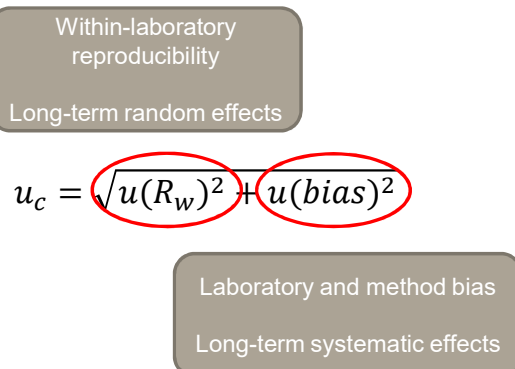 Within-laboratory
reproducibility
Long-term random effects
u_c = √u(R_w)² + u(bias)²
Laboratory and method bias
Long-term systematic effects